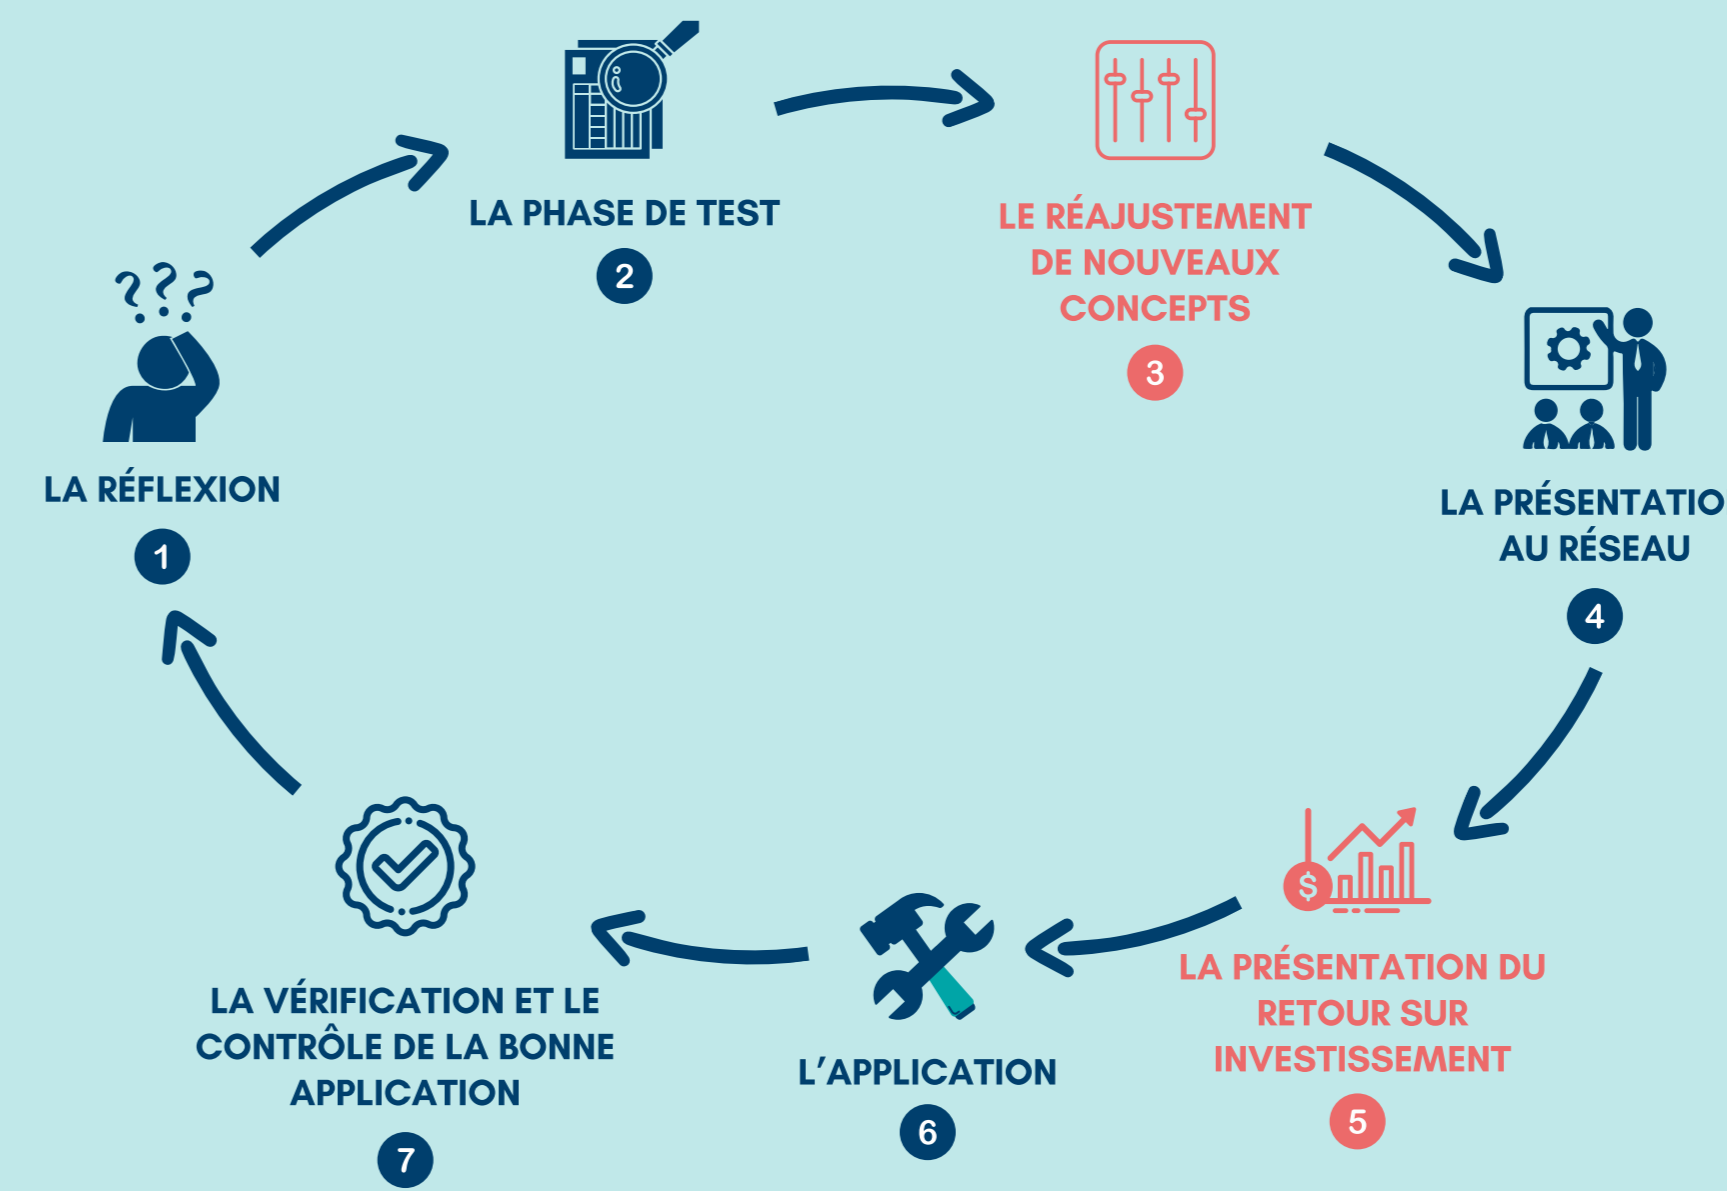 LA RÉFLEXION
1
LA PHASE DE TEST
2
LE RÉAJUSTEMENT
DE NOUVEAUX
CONCEPTS
3
LA PRÉSENTATIO
AU RÉSEAU
4
$
LA PRÉSENTATION DU
RETOUR SUR
INVESTISSEMENT
5
L’APPLICATION
6
LA VÉRIFICATION ET LE
CONTRÔLE DE LA BONNE
APPLICATION
7
???